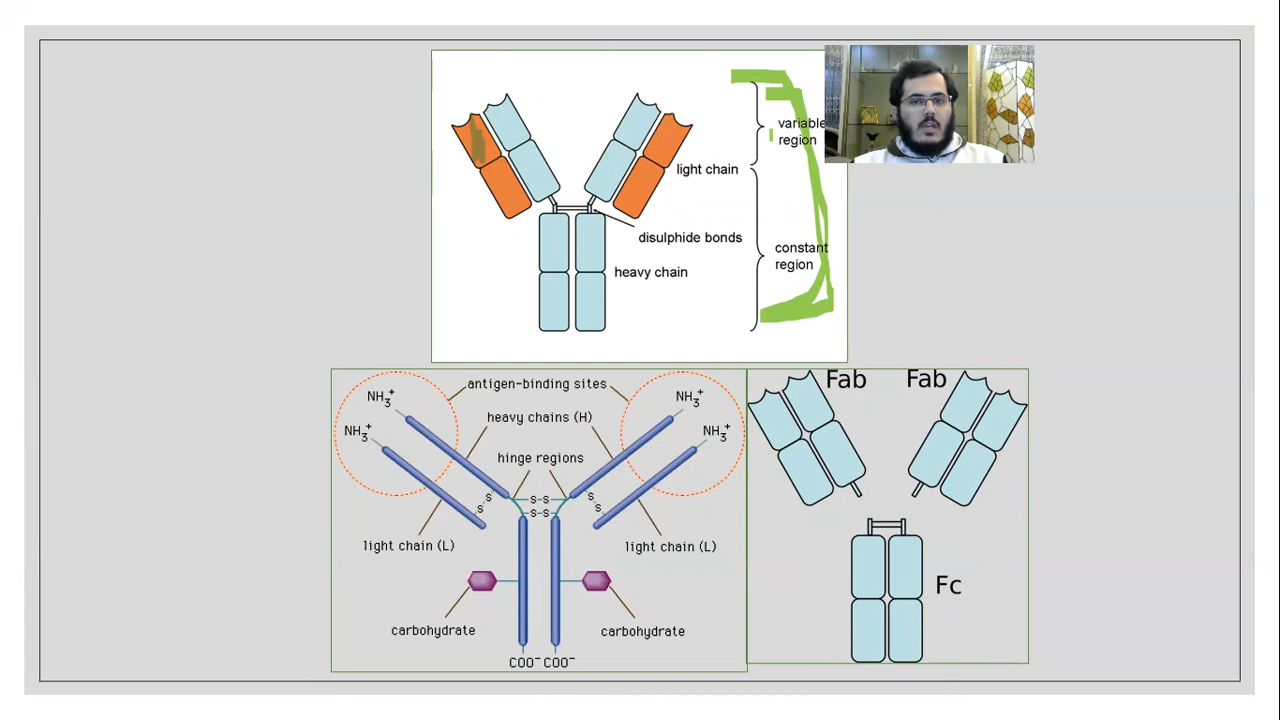 variable
region
light chain
disulphide bonds
constant
region
heavy chain
antigen-binding sites
NH3+
NH3+
heavy chains (H)
NH3+
NH3+
hinge regions
S S
S-S
S S
S-S
light chain (L)
light chain (L)
carbohydrate
carbohydrate
COO⁻ COO⁻
Fab Fab
Fc